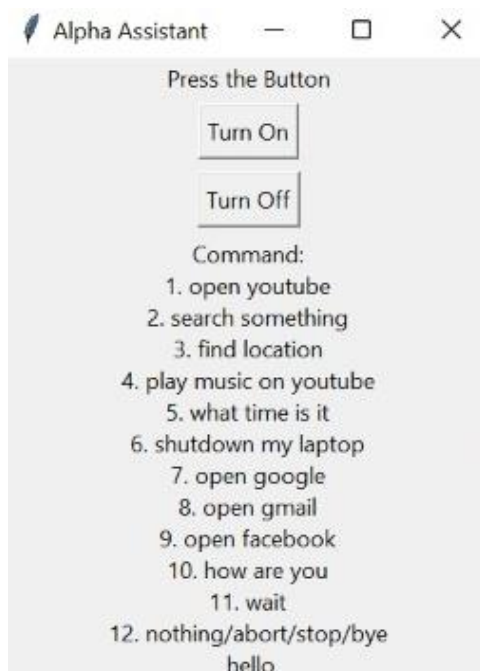 Alpha Assistant
Press the Button
Turn On
Turn Off
Command:
1. open youtube
2. search something
3. find location
4. play music on youtube
5. what time is it
6. shutdown my laptop
7. open google
8. open gmail
9. open facebook
10. how are you
11. wait
12. nothing/abort/stop/bye
hello